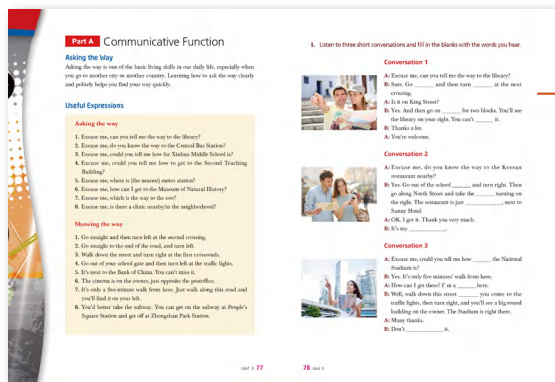 Part A Communicative Function
Asking the Way
Asking the way is one of the basic living skills in our daily life, especially when
you go to another city or another country. Learning how to ask the way clearly
and politely helps you find your way quickly.
Useful Expressions
Asking the way
1. Excuse me, can you tell me the way to the library?
2. Excuse me, do you know the way to the Central Bus Station?
3. Excuse me, could you tell me how far Xinhua Middle School is?
4. Excuse me, could you tell me how to get to the Second Teaching
Building?
5. Excuse me, where is (the nearest) metro station?
6. Excuse me, how can I get to the Museum of Natural History?
7. Excuse me, which is the way to the zoo?
8. Excuse me, is there a clinic nearby/in the neighborhood?
Showing the way
1. Go straight and then turn left at the second crossing.
2. Go straight to the end of the road, and turn left.
3. Walk down the street and turn right at the first crossroads.
4. Go out of your school gate and then turn left at the traffic lights.
5. It's next to the Bank of China. You can't miss it.
6. The cinema is on the corner, just opposite the postoffice.
7. It's only a five-minute walk from here. Just walk along this road and
you'll find it on your left.
8. You'd better take the subway. You can get on the subway at People's
Square Station and get off at Zhongshan Park Station.
Unit 5 77
I. Listen to three short conversations and fill in the blanks with the words you hear.
Conversation 1
A: Excuse me, can you tell me the way to the library?
B: Sure. Go ______ and then turn ______ at the next
crossing.
A: Is it on King Street?
B: Yes. And then go on ______ for two blocks. You'll see
the library on your right. You can't ______ it.
B: Thanks a lot.
A: You're welcome.
Conversation 2
A: Excuse me, do you know the way to the Korean
restaurant nearby?
B: Yes. Go out of the school ______ and turn right. Then
go along North Street and take the ______ turning on
the right. The restaurant is just ____________, next to
Sunny Hotel.
A: OK. I got it. Thank you very much.
B: It's my ____________.
Conversation 3
A: Excuse me, could you tell me how ______ the National
Stadium is?
B: Yes. It's only five minutes' walk from here.
A: How can I get there? I' m a ______ here.
B: Well, walk down this street ______ you come to the
traffic lights, then turn right, and you'll see a big round
building on the corner. The Stadium is right there.
A: Many thanks.
B: Don't ____________ it.
78 Unit 5